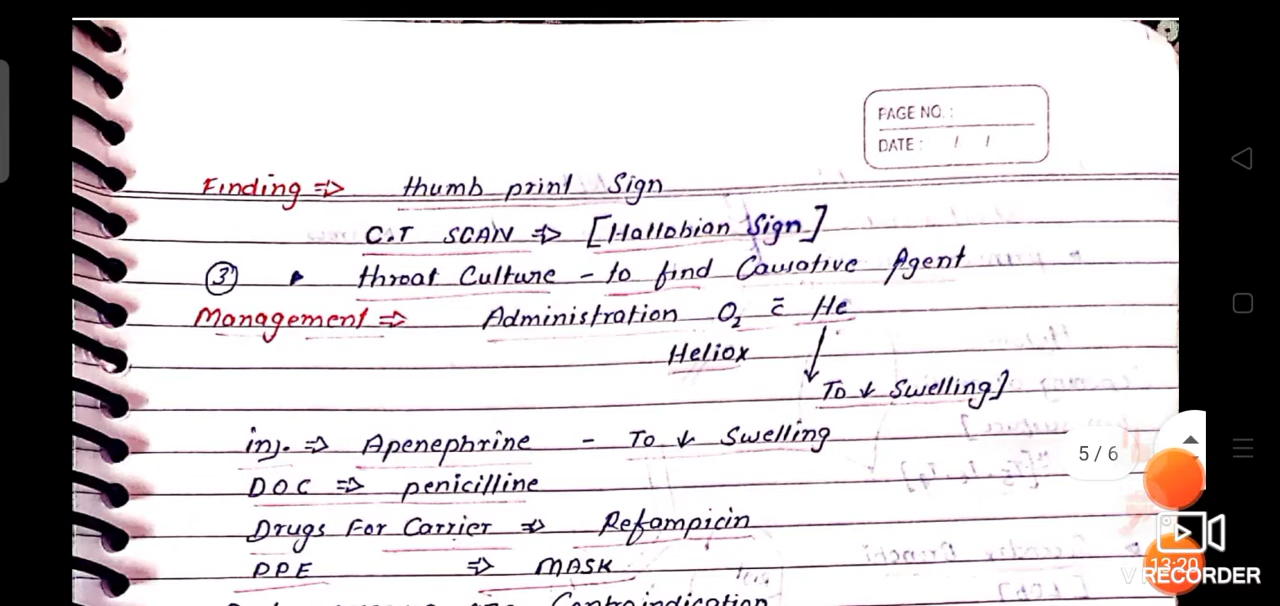 PAGE NO. :
DATE : / /
Finding ⇒ thumb print Sign
C.T SCAN ⇒ [Hallobian Sign]
③ ▸ throat Culture - to find Causative Agent
Management ⇒ Administration O₂ c̄ He
Heliox
To ↓ Swelling]
inj. ⇒ Apenephrine - To ↓ Swelling
DOC ⇒ penicilline
Drugs For Carrier ⇒ Refampicin
PPE ⇒ MASK
Contraindication
5 / 6
13:20
V RECORDER